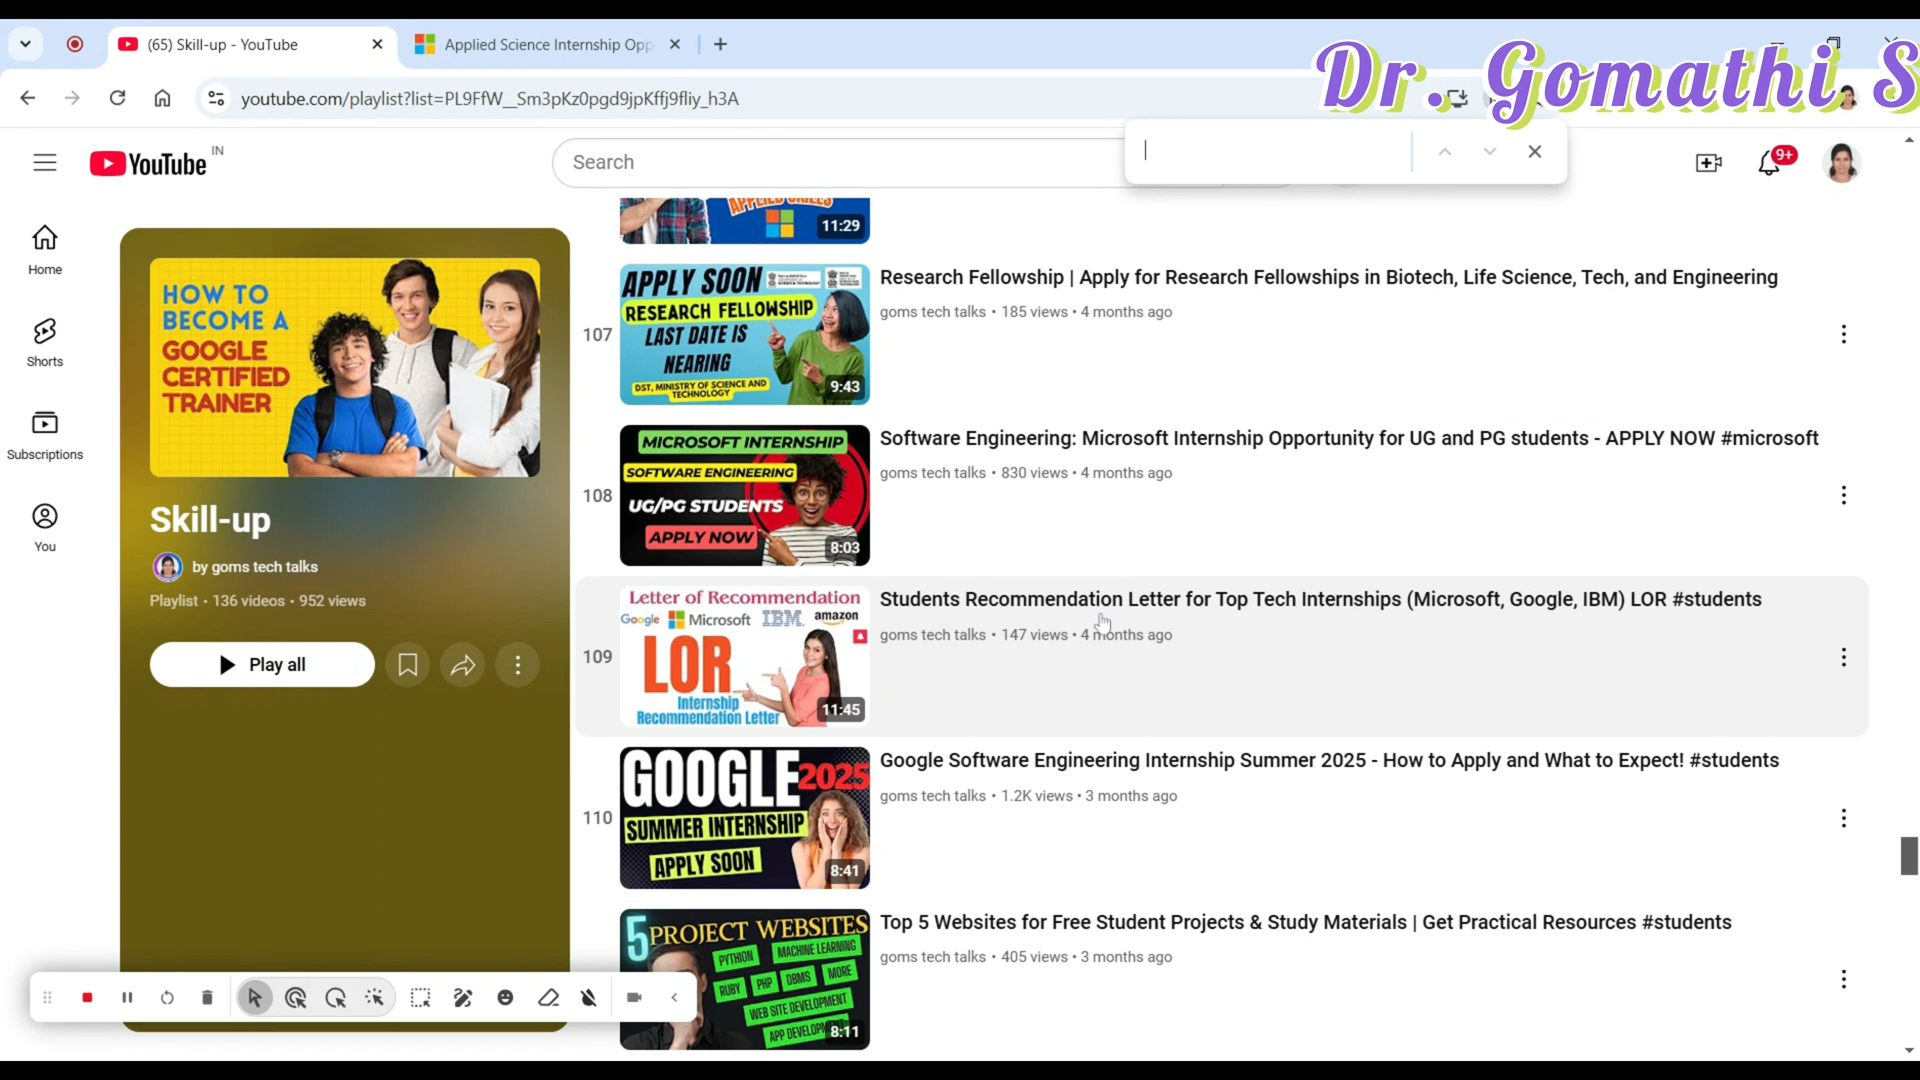 (65) Skill-up - YouTube
Applied Science Internship Opp
Dr. Gomathi S
youtube.com/playlist?list=PL9FfW__Sm3pKz0pgd9jpKffj9fliy_h3A
YouTube
IN
Search
9+
Home
Shorts
Subscriptions
You
HOW TO
BECOME A
GOOGLE
CERTIFIED
TRAINER
Skill-up
by goms tech talks
Playlist • 136 videos • 952 views
Play all
APPLIED SKILLS
11:29
107
APPLY SOON
RESEARCH FELLOWSHIP
LAST DATE IS
NEARING
DST, MINISTRY OF SCIENCE AND
TECHNOLOGY
9:43
Research Fellowship | Apply for Research Fellowships in Biotech, Life Science, Tech, and Engineering
goms tech talks • 185 views • 4 months ago
108
MICROSOFT INTERNSHIP
SOFTWARE ENGINEERING
UG/PG STUDENTS
APPLY NOW
8:03
Software Engineering: Microsoft Internship Opportunity for UG and PG students - APPLY NOW #microsoft
goms tech talks • 830 views • 4 months ago
109
Letter of Recommendation
Google Microsoft IBM amazon
LOR
Internship
Recommendation Letter
11:45
Students Recommendation Letter for Top Tech Internships (Microsoft, Google, IBM) LOR #students
goms tech talks • 147 views • 4 months ago
110
GOOGLE 2025
SUMMER INTERNSHIP
APPLY SOON
8:41
Google Software Engineering Internship Summer 2025 - How to Apply and What to Expect! #students
goms tech talks • 1.2K views • 3 months ago
5 PROJECT WEBSITES
PYTHION MACHINE LEARNING
RUBY PHP DBMS MORE
WEB SITE DEVELOPMENT
APP DEVELOPM
8:11
Top 5 Websites for Free Student Projects & Study Materials | Get Practical Resources #students
goms tech talks • 405 views • 3 months ago